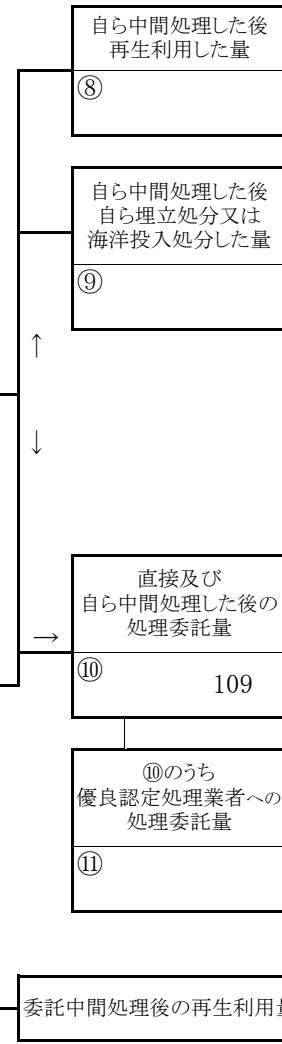 自ら中間処理した後
再生利用した量
⑧
自ら中間処理した後
自ら埋立処分又は
海洋投入処分した量
⑨
↑
↓
直接及び
自ら中間処理した後の
処理委託量
→
⑩ 109
⑩のうち
優良認定処理業者への
処理委託量
⑪
委託中間処理後の再生利用量